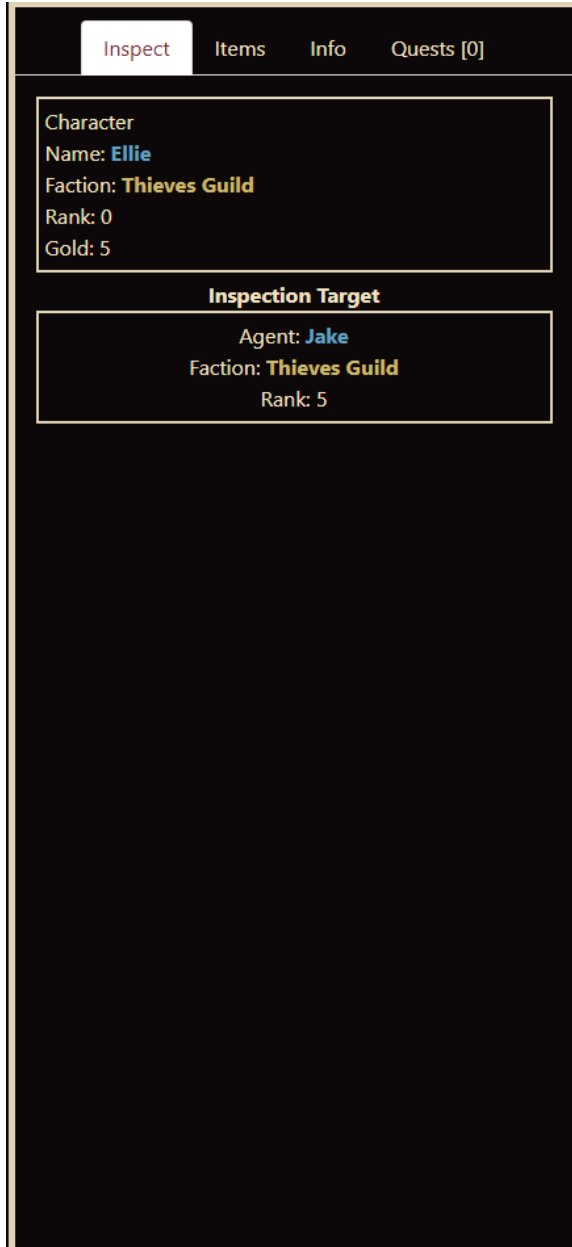 Inspect Items Info Quests [0]
Character
Name: Ellie
Faction: Thieves Guild
Rank: 0
Gold: 5
Inspection Target
Agent: Jake
Faction: Thieves Guild
Rank: 5